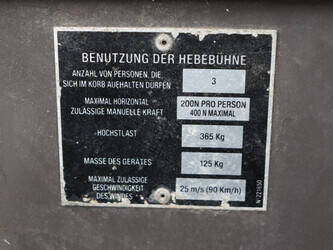 BENUTZUNG DER HEBEBÜHNE
ANZAHL VON PERSONEN, DIE
SICH IM KORB AUEHALTEN DÜRFEN
3
MAXIMAL HORIZONTAL
ZULÄSSIGE MANUELLE KRAFT
200N PRO PERSON
400 N MAXIMAL
HÖCHSTLAST
365 Kg
MASSE DES GERÄTES
125 Kg
MAXIMAL ZULÄSSIGE
GESCHWINDIGKEIT
DES WINDES
25 m/s (90 Km/h)
N 221650